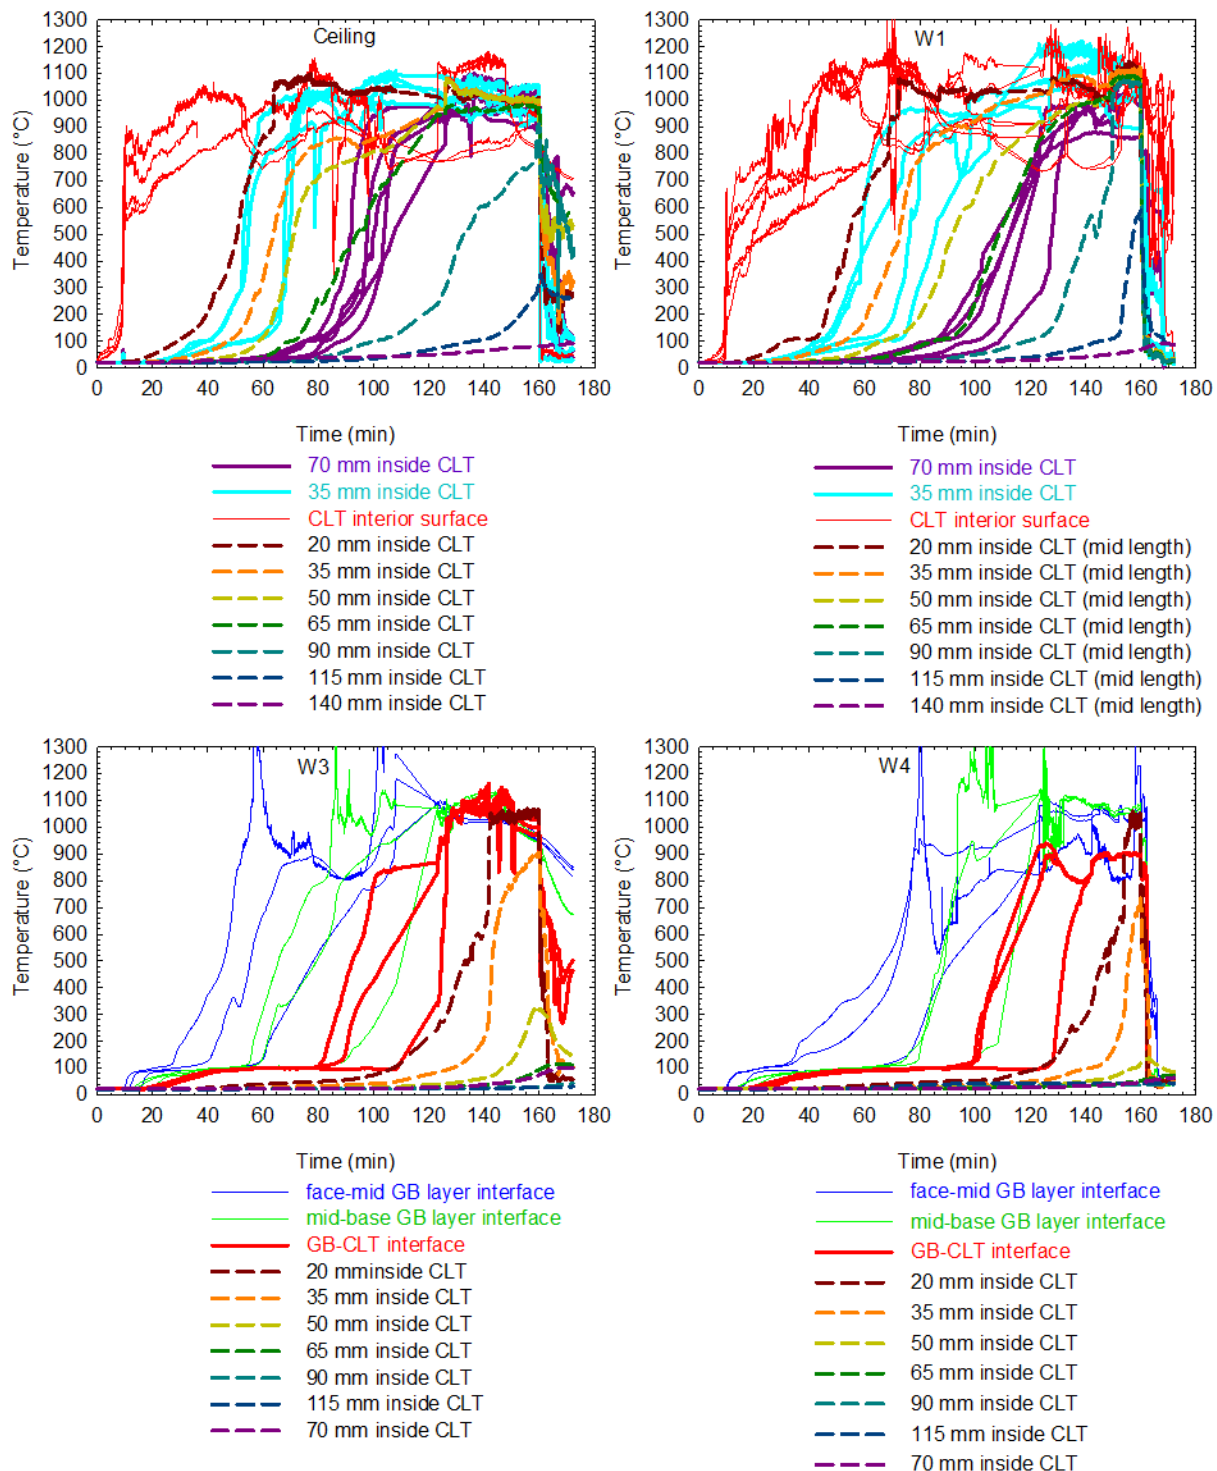 Ceiling
1300
1200
1100
1000
900
800
700
600
500
400
300
200
100
0
Temperature (°C)
0 20 40 60 80 100 120 140 160 180
Time (min)
70 mm inside CLT
35 mm inside CLT
CLT interior surface
20 mm inside CLT
35 mm inside CLT
50 mm inside CLT
65 mm inside CLT
90 mm inside CLT
115 mm inside CLT
140 mm inside CLT
W1
1300
1200
1100
1000
900
800
700
600
500
400
300
200
100
0
Temperature (°C)
0 20 40 60 80 100 120 140 160 180
Time (min)
70 mm inside CLT
35 mm inside CLT
CLT interior surface
20 mm inside CLT (mid length)
35 mm inside CLT (mid length)
50 mm inside CLT (mid length)
65 mm inside CLT (mid length)
90 mm inside CLT (mid length)
115 mm inside CLT (mid length)
140 mm inside CLT (mid length)
W3
1300
1200
1100
1000
900
800
700
600
500
400
300
200
100
0
Temperature (°C)
0 20 40 60 80 100 120 140 160 180
Time (min)
face-mid GB layer interface
mid-base GB layer interface
GB-CLT interface
20 mminside CLT
35 mm inside CLT
50 mm inside CLT
65 mm inside CLT
90 mm inside CLT
115 mm inside CLT
70 mm inside CLT
W4
1300
1200
1100
1000
900
800
700
600
500
400
300
200
100
0
Temperature (°C)
0 20 40 60 80 100 120 140 160 180
Time (min)
face-mid GB layer interface
mid-base GB layer interface
GB-CLT interface
20 mm inside CLT
35 mm inside CLT
50 mm inside CLT
65 mm inside CLT
90 mm inside CLT
115 mm inside CLT
70 mm inside CLT